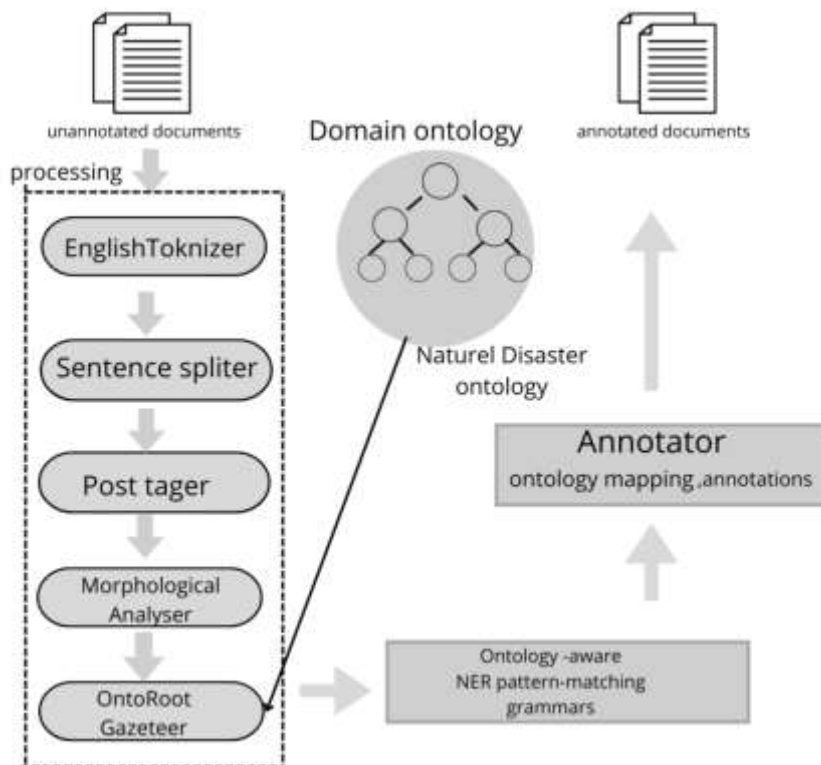 unannotated documents
processing
EnglishToknizer
Sentence spliter
Post tager
Morphological
Analyser
OntoRoot
Gazeteer
Domain ontology
Naturel Disaster
ontology
Ontology -aware
NER pattern-matching
grammars
Annotator
ontology mapping ,annotations
annotated documents